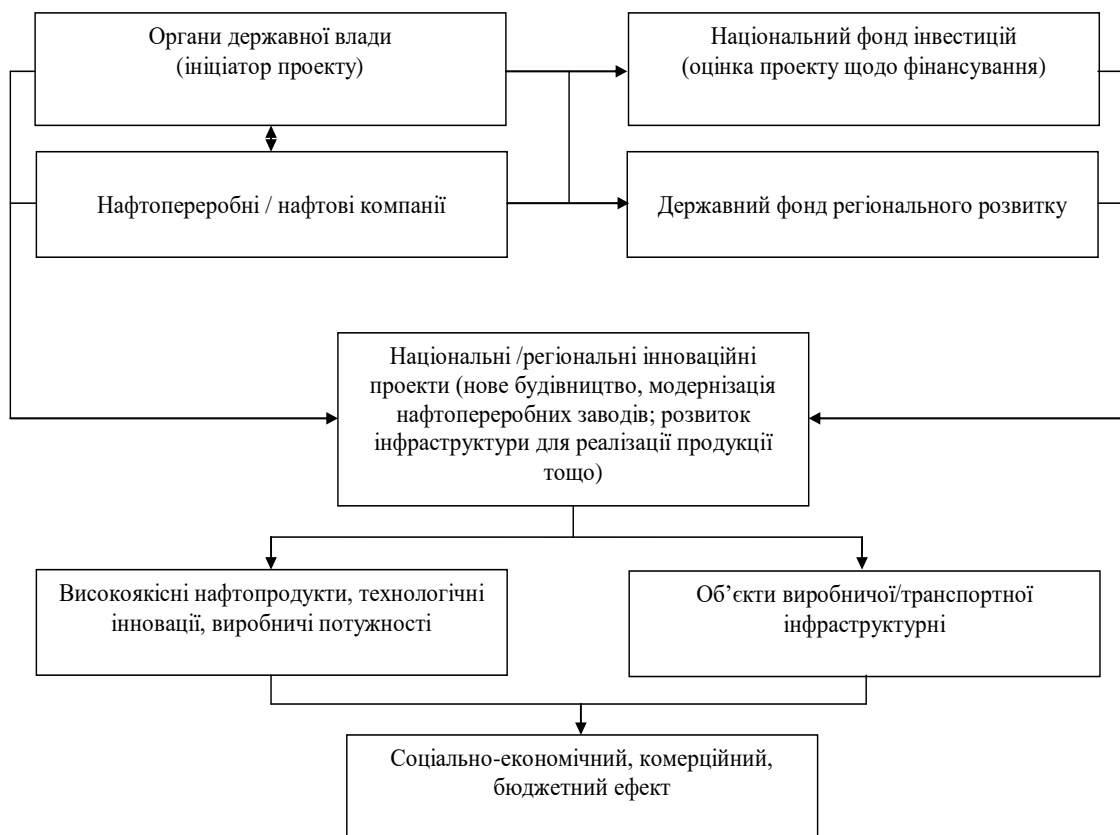 Органи державної влади
(ініціатор проекту)
Національний фонд інвестицій
(оцінка проекту щодо фінансування)
Нафтопереробні / нафтові компанії
Державний фонд регіонального розвитку
Національні /регіональні інноваційні
проекти (нове будівництво, модернізація
нафтопереробних заводів; розвиток
інфраструктури для реалізації продукції
тощо)
Високоякісні нафтопродукти, технологічні
інновації, виробничі потужності
Об’єкти виробничої/транспортної
інфраструктурні
Соціально-економічний, комерційний,
бюджетний ефект